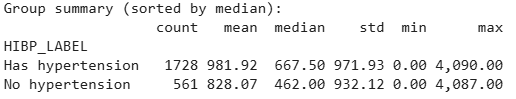 Group summary (sorted by median):
count mean median std min max
HIBP_LABEL
Has hypertension 1728 981.92 667.50 971.93 0.00 4,090.00
No hypertension 561 828.07 462.00 932.12 0.00 4,087.00